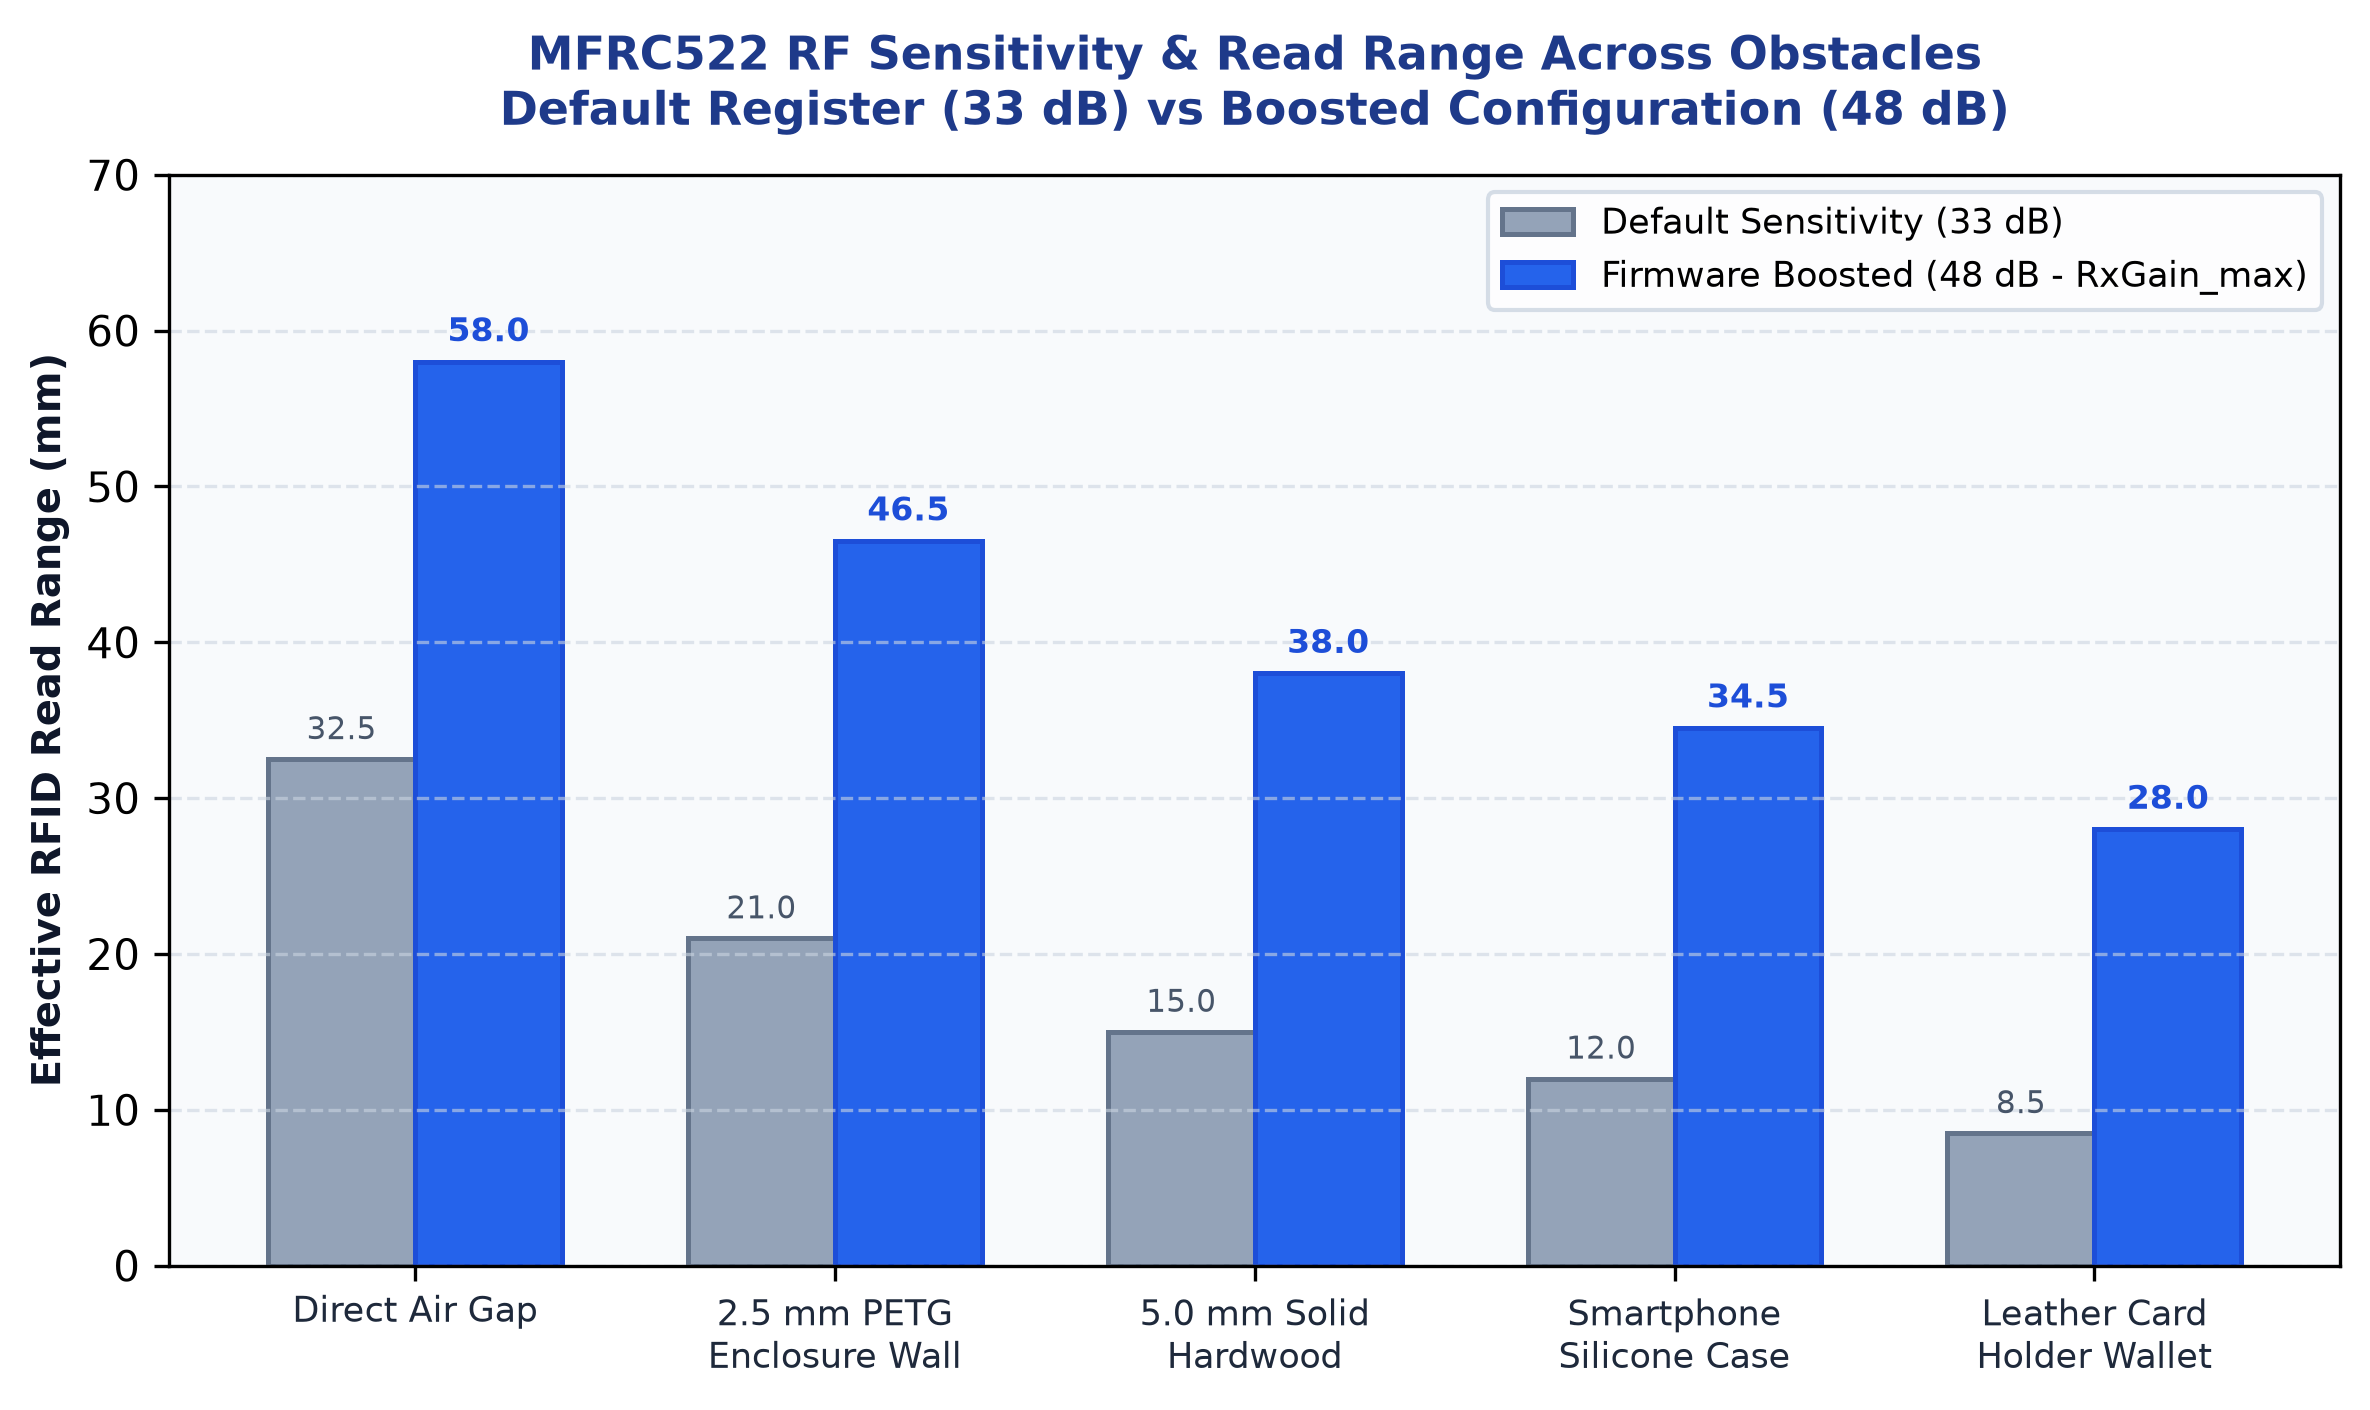 MFRC522 RF Sensitivity & Read Range Across Obstacles
Default Register (33 dB) vs Boosted Configuration (48 dB)
Default Sensitivity (33 dB)
Firmware Boosted (48 dB - RxGain_max)
Effective RFID Read Range (mm)
70
60
50
40
30
20
10
0
32.5
58.0
21.0
46.5
15.0
38.0
12.0
34.5
8.5
28.0
Direct Air Gap
2.5 mm PETG
Enclosure Wall
5.0 mm Solid
Hardwood
Smartphone
Silicone Case
Leather Card
Holder Wallet